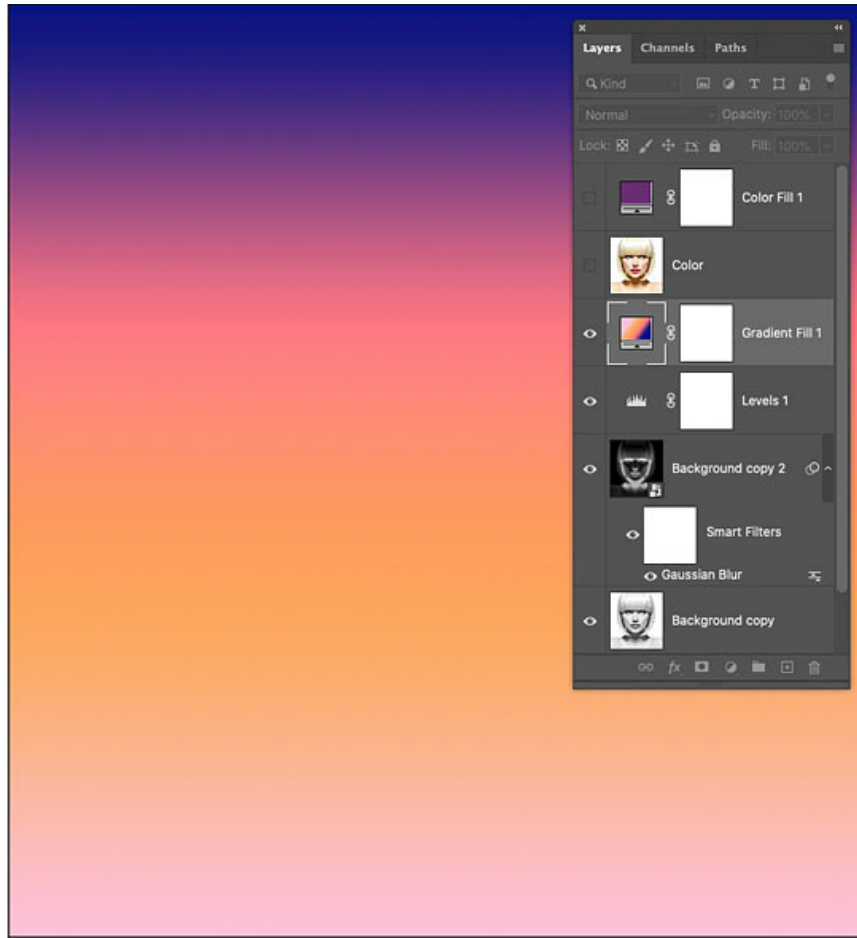 Layers Channels Paths
Kind T
Normal Opacity: 100%
Lock: Fill: 100%
Color Fill 1
Color
Gradient Fill 1
Levels 1
Background copy 2
Smart Filters
Gaussian Blur
Background copy
fx